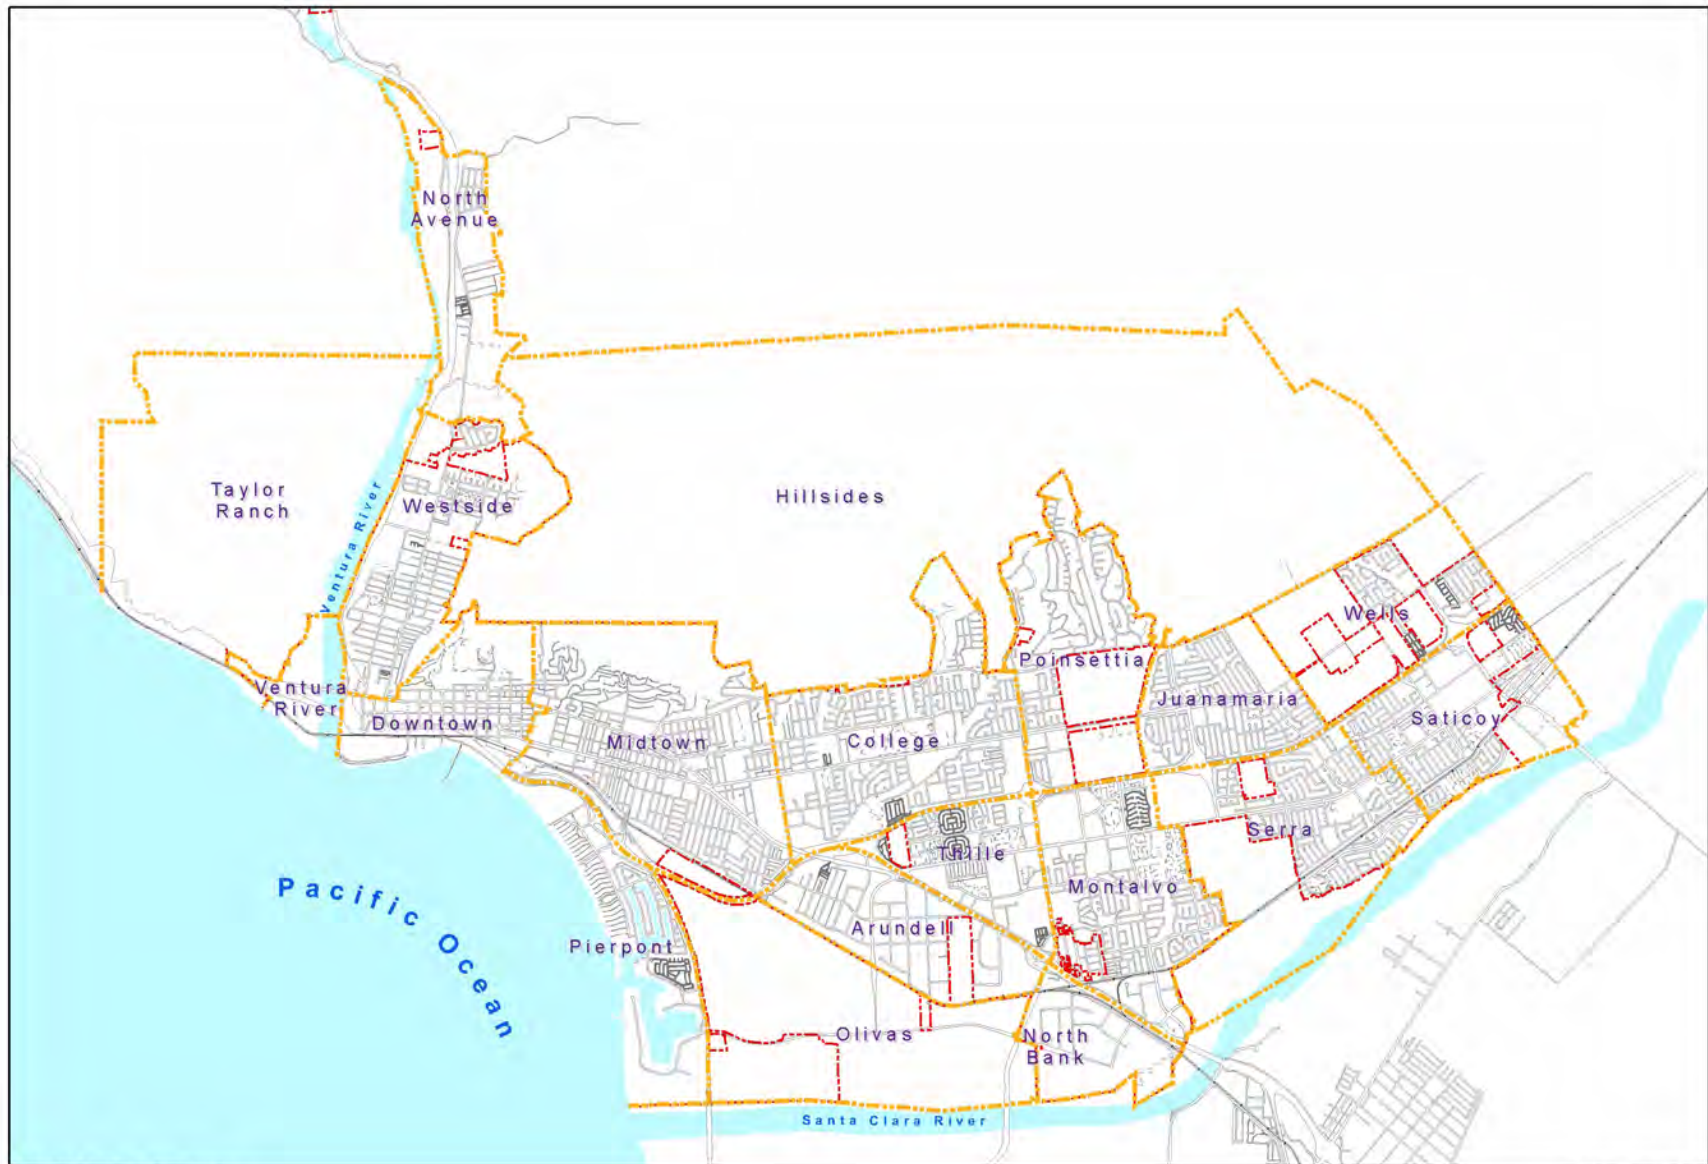 North
Avenue
Taylor
Ranch
Westside
Hillsides
Ventura River
Wells
Poinsettia
Ventura
River
Juanamaria
Downtown
Midtown
College
Saticoy
Serra
Thille
Montalvo
Pacific Ocean
Arundell
Pierpont
Olivas
North
Bank
Santa Clara River